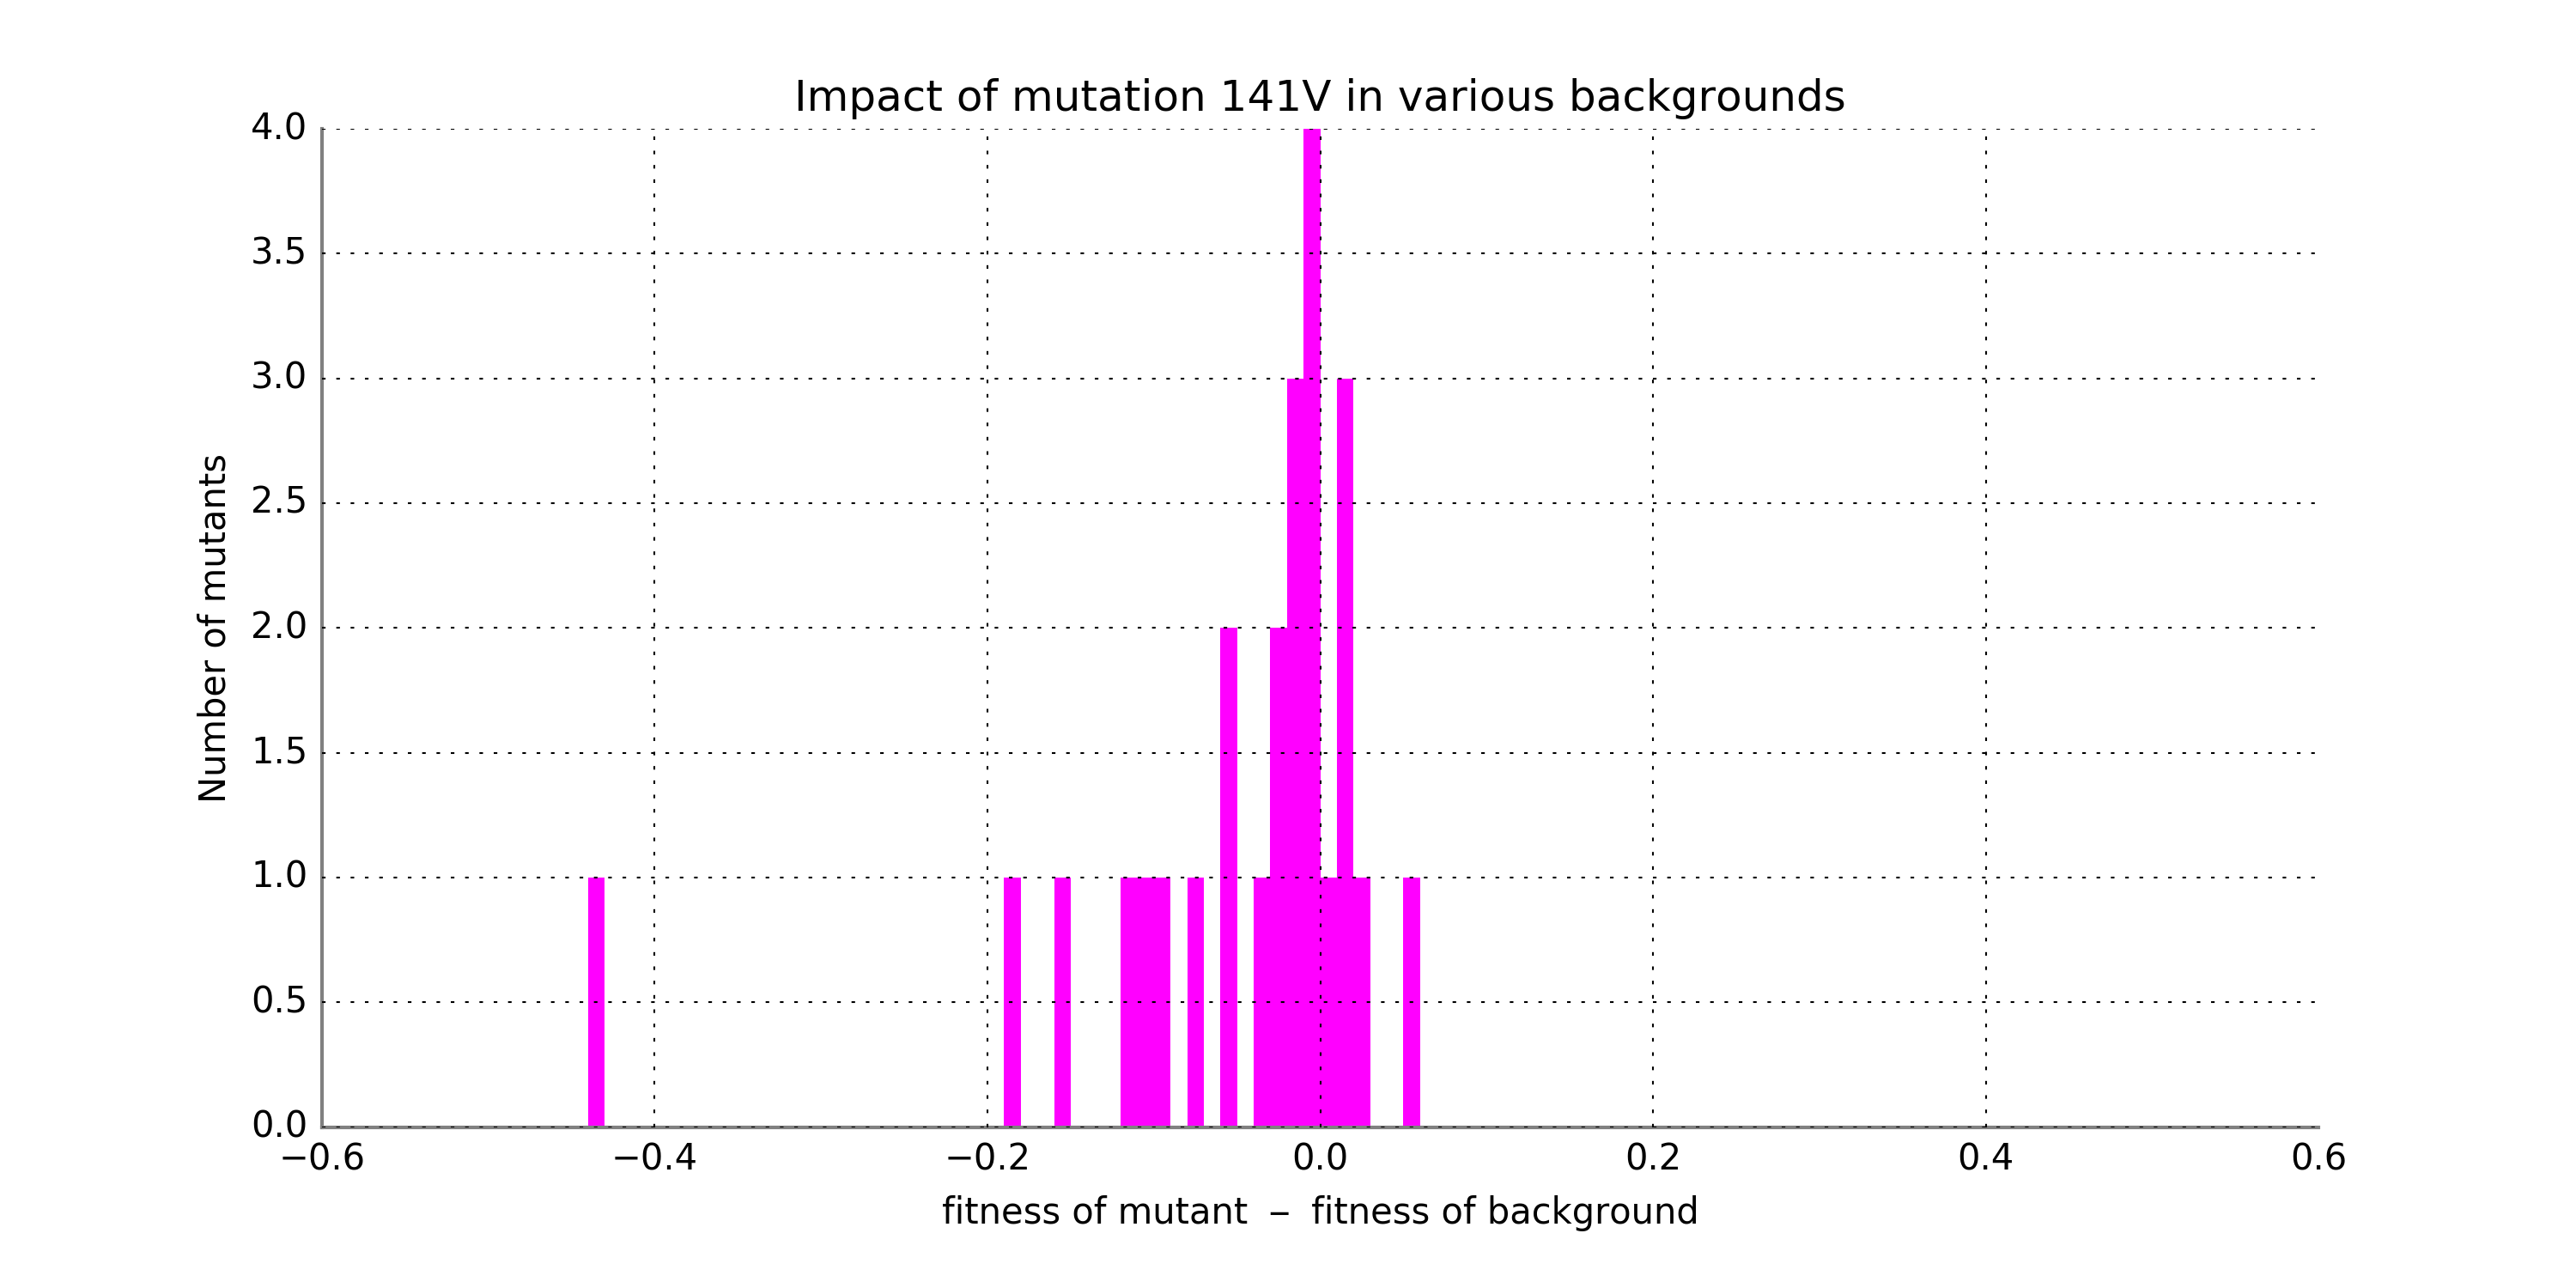 Impact of mutation 141V in various backgrounds
4.0
3.5
3.0
2.5
2.0
1.5
1.0
0.5
0.0
Number of mutants
−0.6 −0.4 −0.2 0.0 0.2 0.4 0.6
fitness of mutant − fitness of background